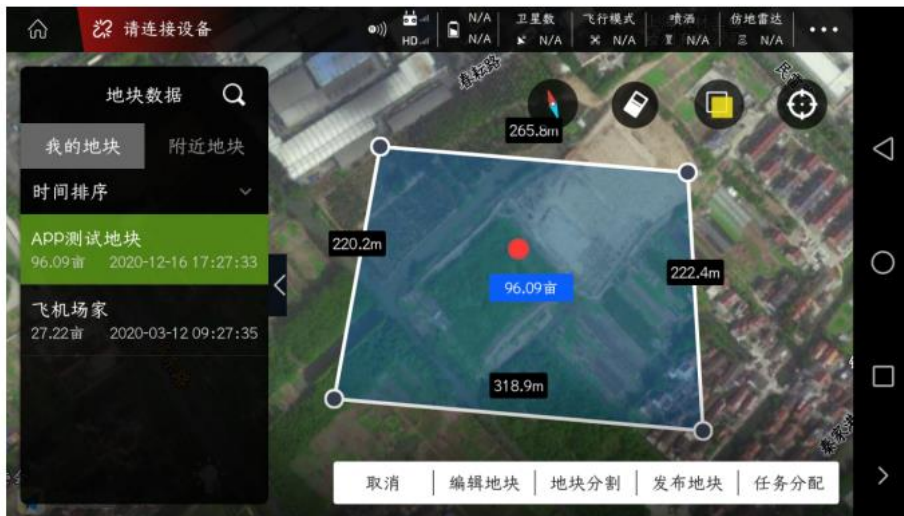 请连接设备
HD
N/A
N/A
卫星数
N/A
飞行模式
N/A
喷洒
N/A
仿地雷达
N/A
地块数据
我的地块 附近地块
时间排序
APP测试地块
96.09亩 2020-12-16 17:27:33
飞机场家
27.22亩 2020-03-12 09:27:35
春耘路
265.8m
220.2m
222.4m
96.09亩
318.9m
取消 编辑地块 地块分割 发布地块 任务分配